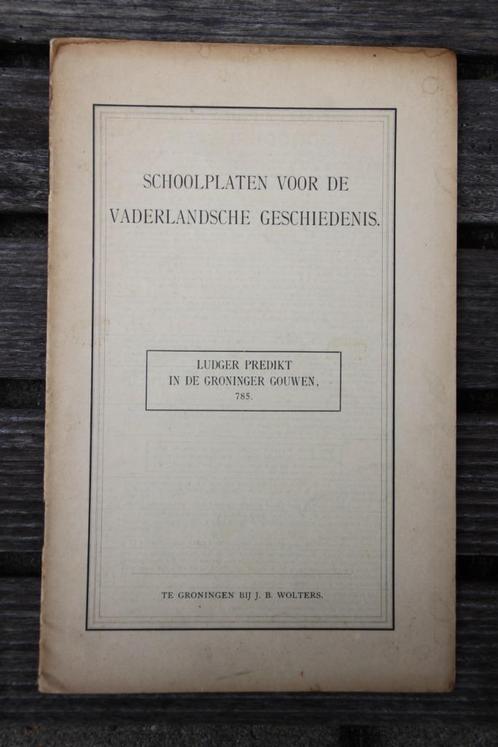 SCHOOLPLATEN VOOR DE
VADERLANDSCHE GESCHIEDENIS.
LUDGER PREDIKT
IN DE GRONINGER GOUWEN,
785.
TE GRONINGEN BIJ J. B. WOLTERS.